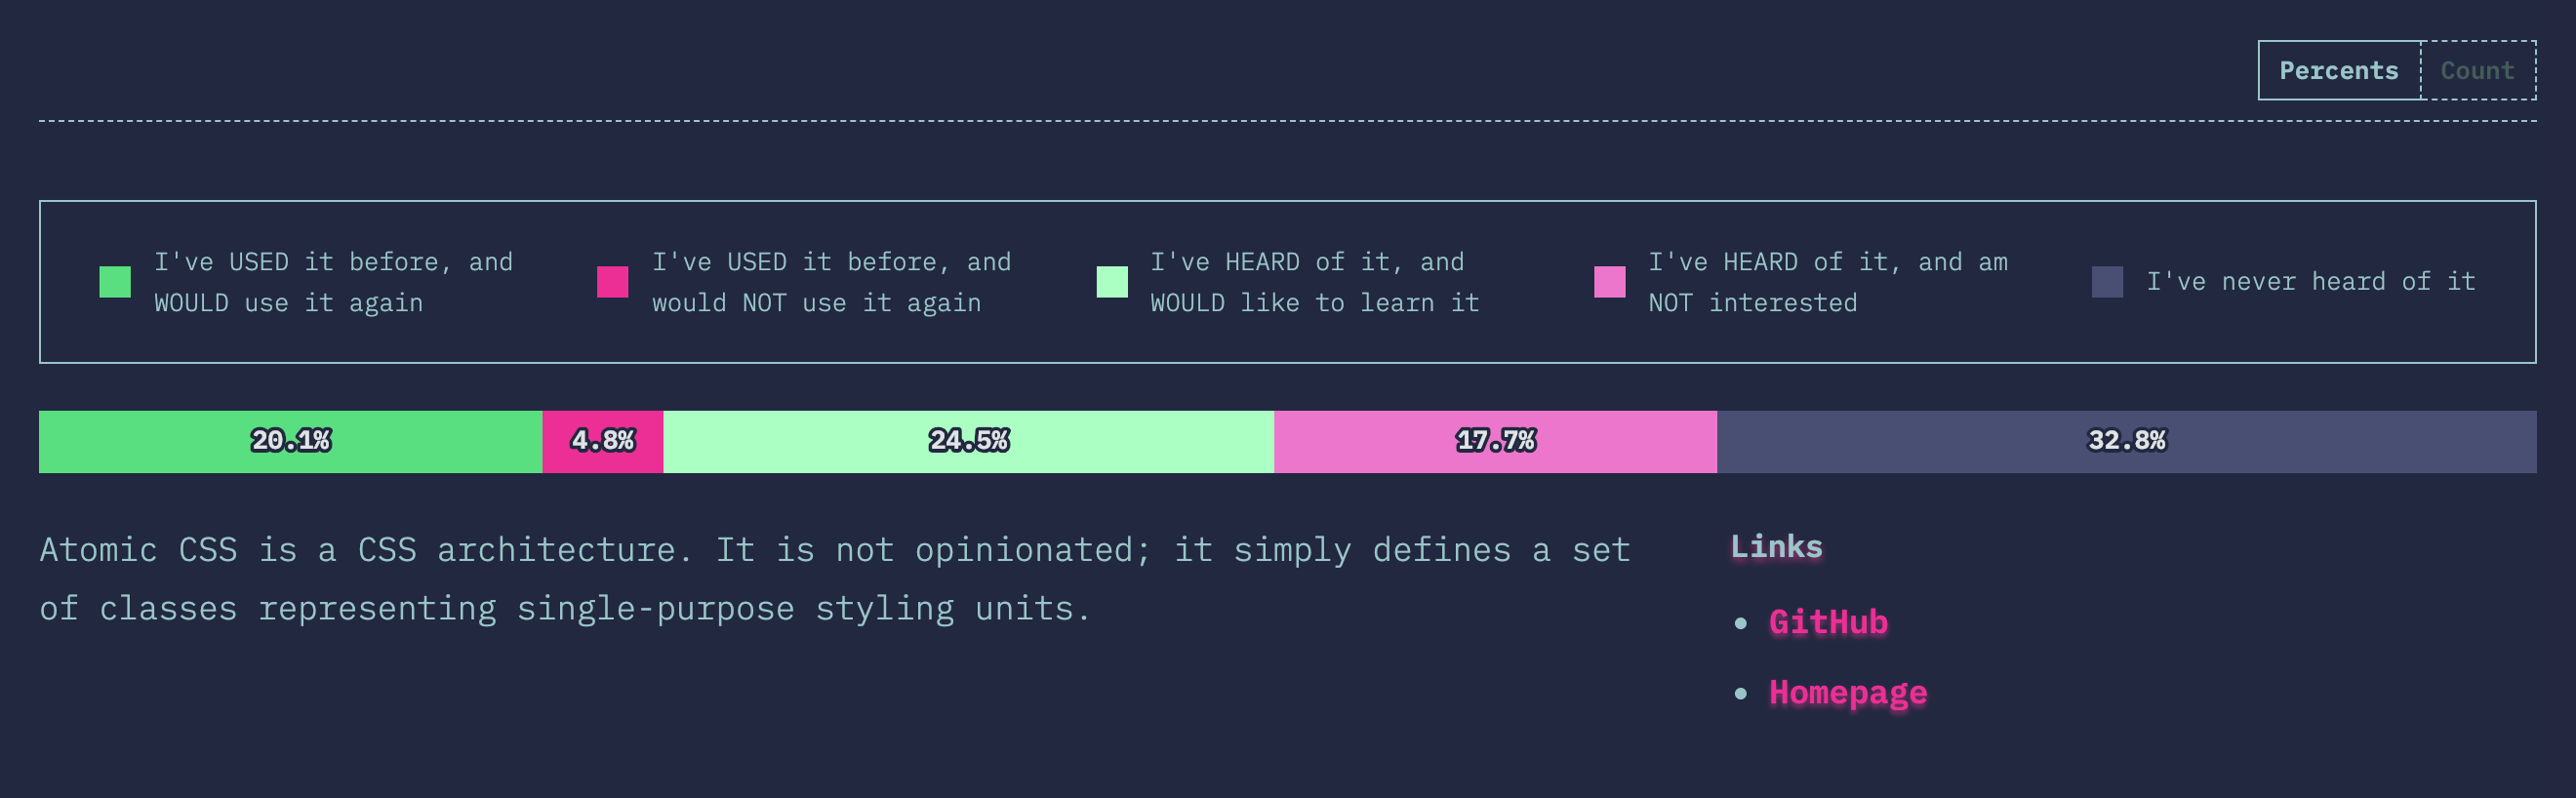 Percents Count
I've USED it before, and
WOULD use it again
I've USED it before, and
would NOT use it again
I've HEARD of it, and
WOULD like to learn it
I've HEARD of it, and am
NOT interested
I've never heard of it
20.1% 4.8% 24.5% 17.7% 32.8%
Atomic CSS is a CSS architecture. It is not opinionated; it simply defines a set
of classes representing single-purpose styling units.
Links
• GitHub
• Homepage